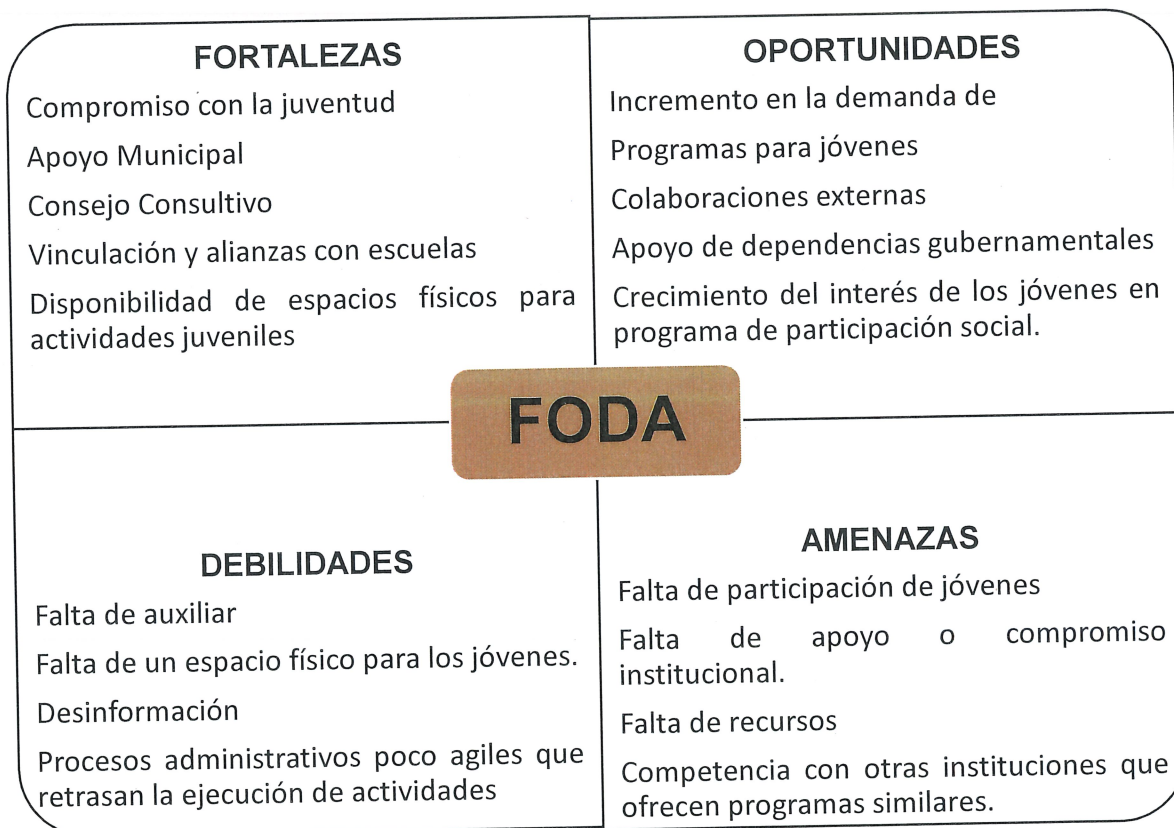 FORTALEZAS
Compromiso con la juventud
Apoyo Municipal
Consejo Consultivo
Vinculación y alianzas con escuelas
Disponibilidad de espacios físicos para
actividades juveniles
OPORTUNIDADES
Incremento en la demanda de
Programas para jóvenes
Colaboraciones externas
Apoyo de dependencias gubernamentales
Crecimiento del interés de los jóvenes en
programa de participación social.
FODA
DEBILIDADES
Falta de auxiliar
Falta de un espacio físico para los jóvenes.
Desinformación
Procesos administrativos poco agiles que
retrasan la ejecución de actividades
AMENAZAS
Falta de participación de jóvenes
Falta de apoyo o compromiso
institucional.
Falta de recursos
Competencia con otras instituciones que
ofrecen programas similares.